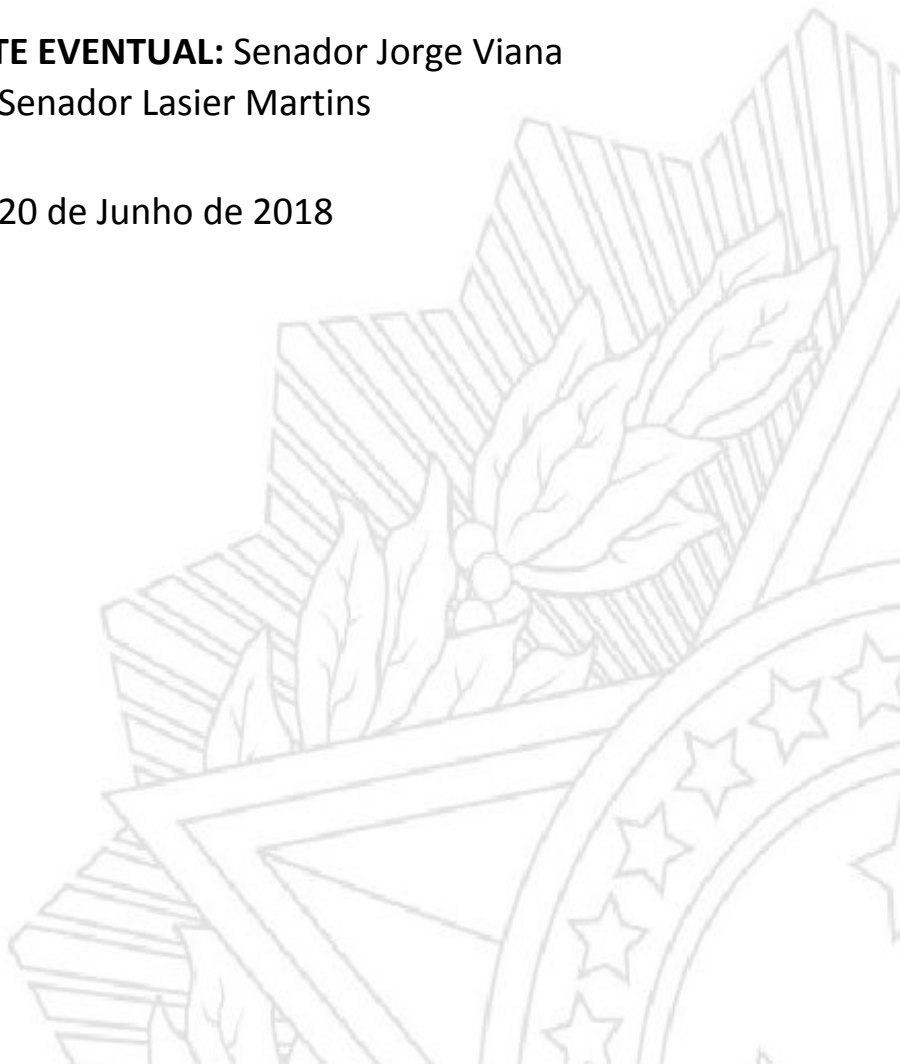 TE EVENTUAL: Senador Jorge Viana
Senador Lasier Martins
20 de Junho de 2018